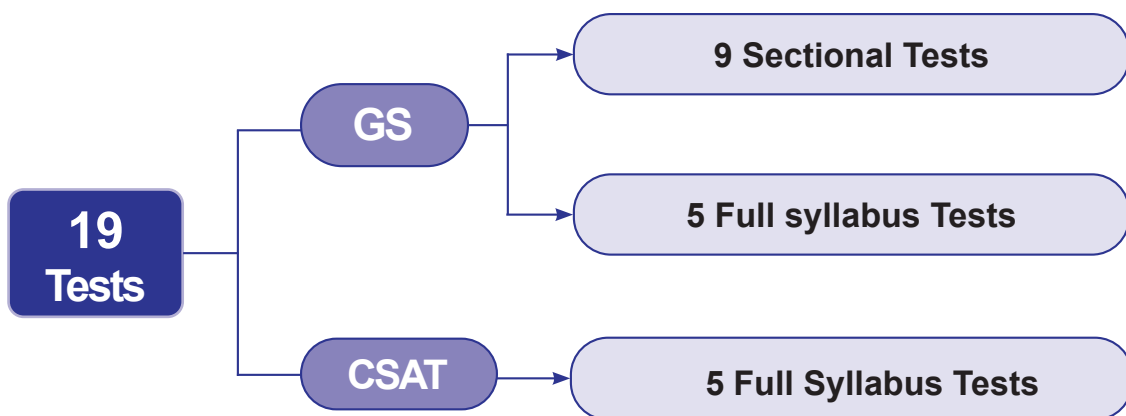 9 Sectional Tests
GS
5 Full syllabus Tests
19
Tests
CSAT
5 Full Syllabus Tests